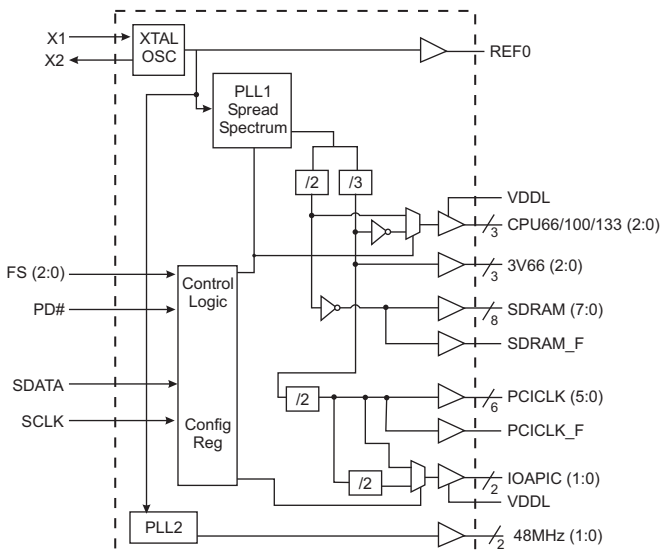 X1
X2
XTAL
OSC
REF0
PLL1
Spread
Spectrum
/2
/3
VDDL
CPU66/100/133 (2:0)
3
FS (2:0)
Control
Logic
3V66 (2:0)
3
PD#
SDRAM (7:0)
8
SDRAM_F
SDATA
/2
PCICLK (5:0)
6
SCLK
Config
Reg
PCICLK_F
/2
IOAPIC (1:0)
2
VDDL
PLL2
48MHz (1:0)
2